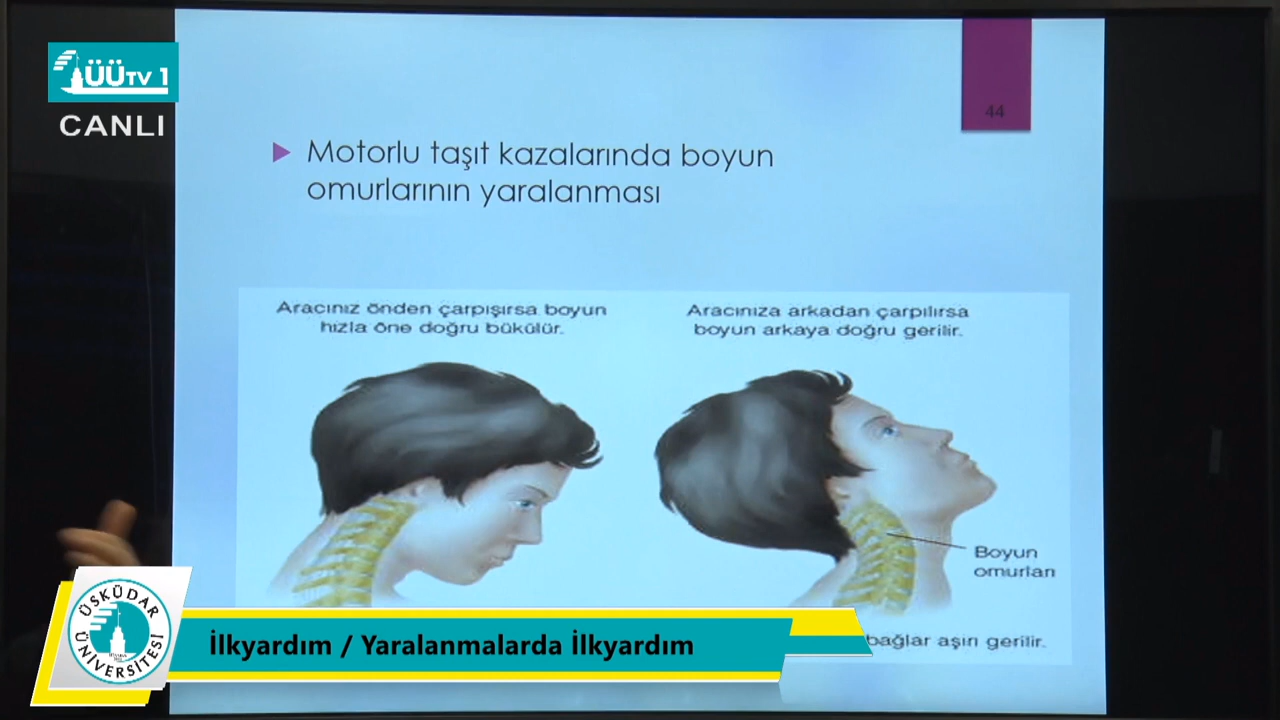 ÜÜTV 1
CANLI
44
Motorlu taşıt kazalarında boyun
omurlarının yaralanması
Aracınız önden çarpışırsa boyun
hızla öne doğru bükülür.
Aracınıza arkadan çarpılırsa
boyun arkaya doğru gerilir.
Boyun
omurları
bağlar aşırı gerilir.
ÜSKÜDAR
ÜNİVERSİTESİ
İlkyardım / Yaralanmalarda İlkyardım